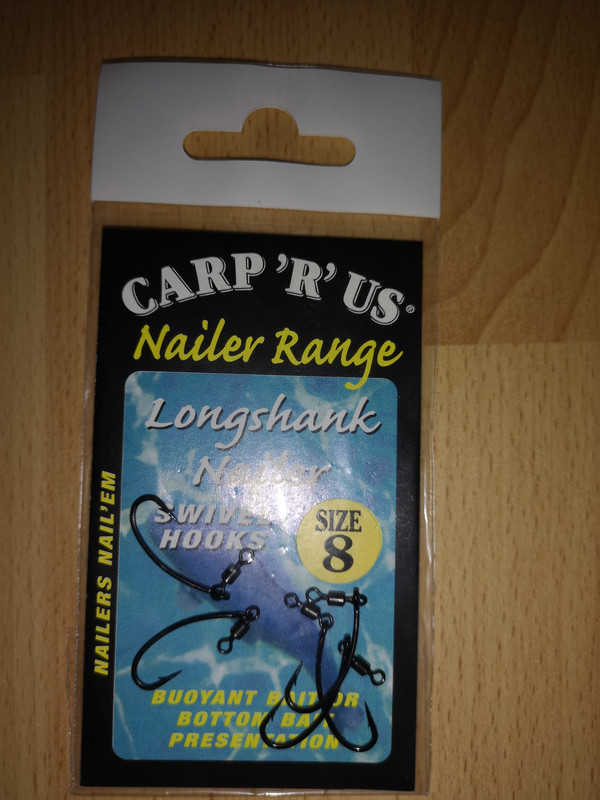 CARP 'R' US®
Nailer Range
Longshank
Nailer
SWIVEL
HOOKS
SIZE
8
NAILERS NAIL'EM
BUOYANT BAIT OR
BOTTOM BAIT
PRESENTATION